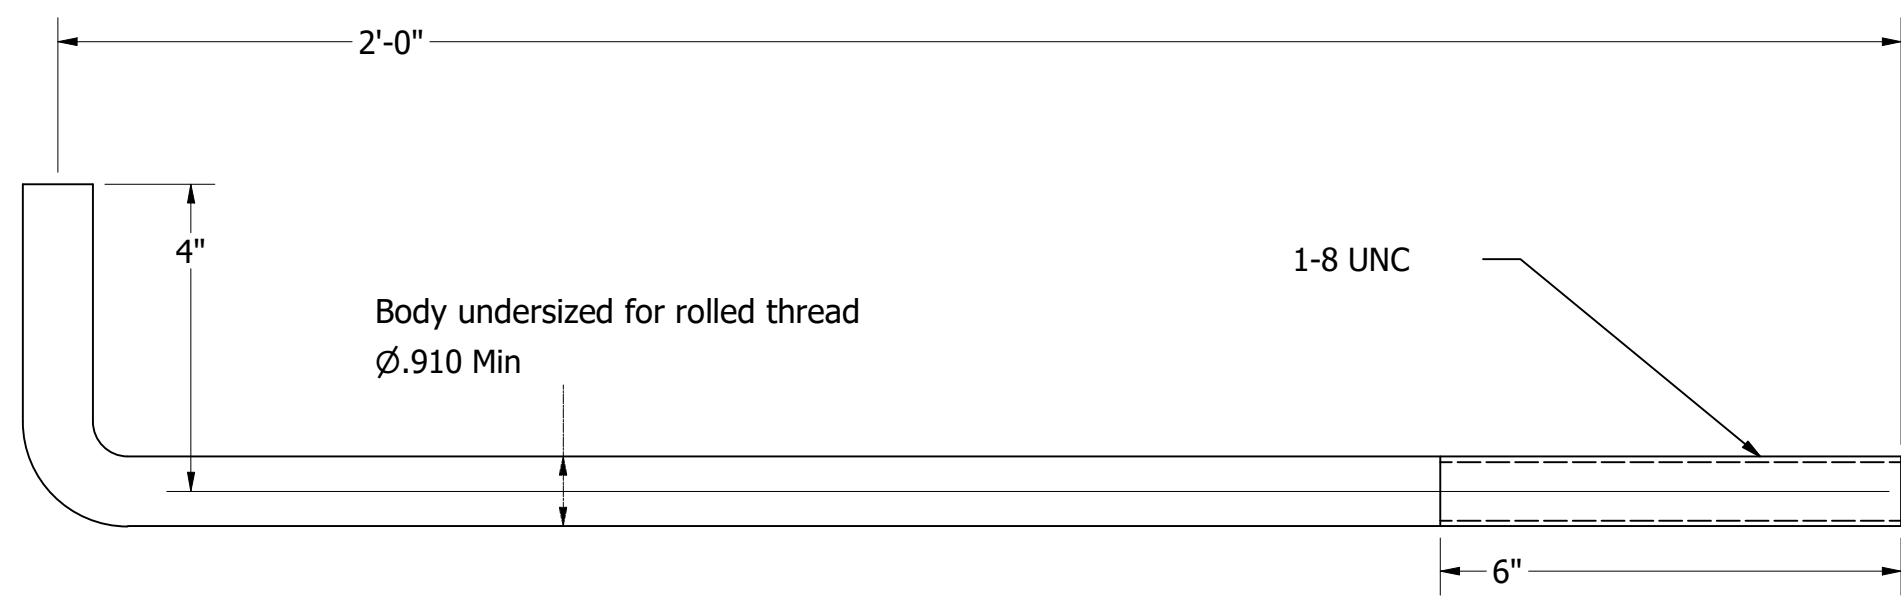 2'-0"
4"
1-8 UNC
Body undersized for rolled thread
Ø.910 Min
6"